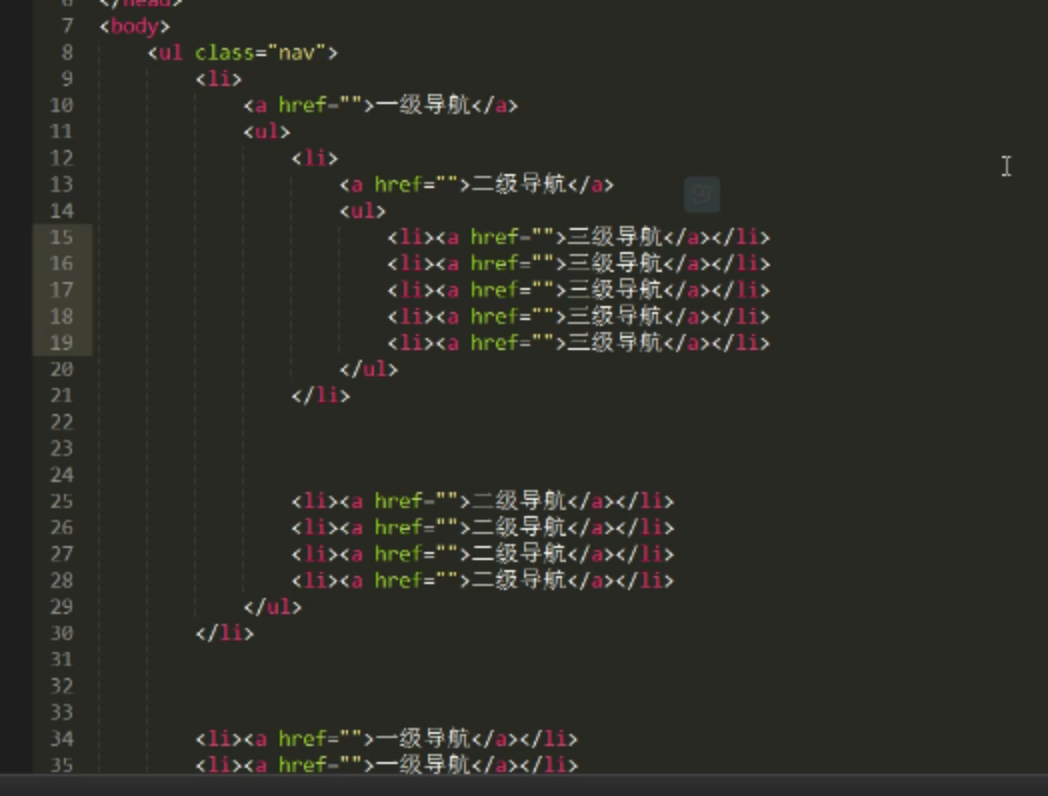 6 </head>
7 <body>
8 <ul class="nav">
9 <li>
10 <a href="">一级导航</a>
11 <ul>
12 <li>
13 <a href="">二级导航</a>
14 <ul>
15 <li><a href="">三级导航</a></li>
16 <li><a href="">三级导航</a></li>
17 <li><a href="">三级导航</a></li>
18 <li><a href="">三级导航</a></li>
19 <li><a href="">三级导航</a></li>
20 </ul>
21 </li>
22
23
24
25 <li><a href="">二级导航</a></li>
26 <li><a href="">二级导航</a></li>
27 <li><a href="">二级导航</a></li>
28 <li><a href="">二级导航</a></li>
29 </ul>
30 </li>
31
32
33
34 <li><a href="">一级导航</a></li>
35 <li><a href="">一级导航</a></li>